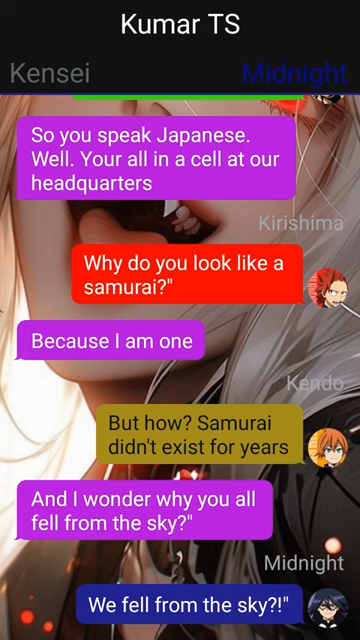 Kumar TS
Kensei
Midnight
So you speak Japanese.
Well. Your all in a cell at our
headquarters
Kirishima
Why do you look like a
samurai?"
Because I am one
Kendo
But how? Samurai
didn't exist for years
And I wonder why you all
fell from the sky?"
Midnight
We fell from the sky?!"